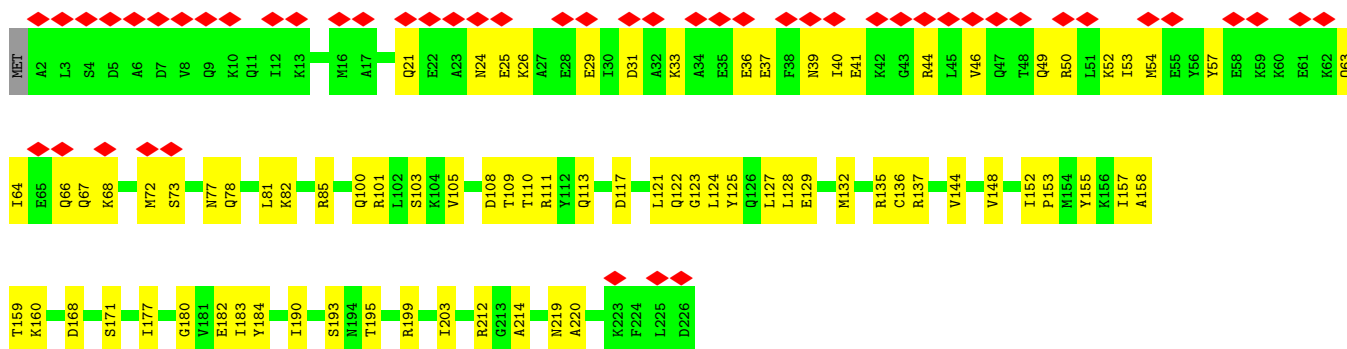 MET A2 L3 S4 D5 A6 D7 V8 Q9 K10 Q11 I12 K13 M16 A17 Q21 E22 A23 N24 E25 K26 A27 E28 E29 I30 D31 A32 K33 A34 E35 E36 E37 F38 N39 I40 E41 K42 G43 R44 L45 V46 Q47 T48 Q49 R50 L51 K52 I53 M54 E55 Y56 Y57 E58 K59 K60 E61 K62 Q63
I64 E65 Q66 Q67 K68 M72 S73 N77 Q78 L81 K82 R85 Q100 R101 L102 S103 K104 V105 D108 T109 T110 R111 Y112 Q113 D117 L121 Q122 G123 L124 Y125 Q126 L127 L128 E129 M132 R135 C136 R137 V144 V148 I152 P153 M154 Y155 K156 I157 A158
T159 K160 D168 S171 I177 G180 V181 E182 I183 Y184 I190 S193 N194 T195 R199 I203 R212 G213 A214 N219 A220 K223 F224 L225 D226